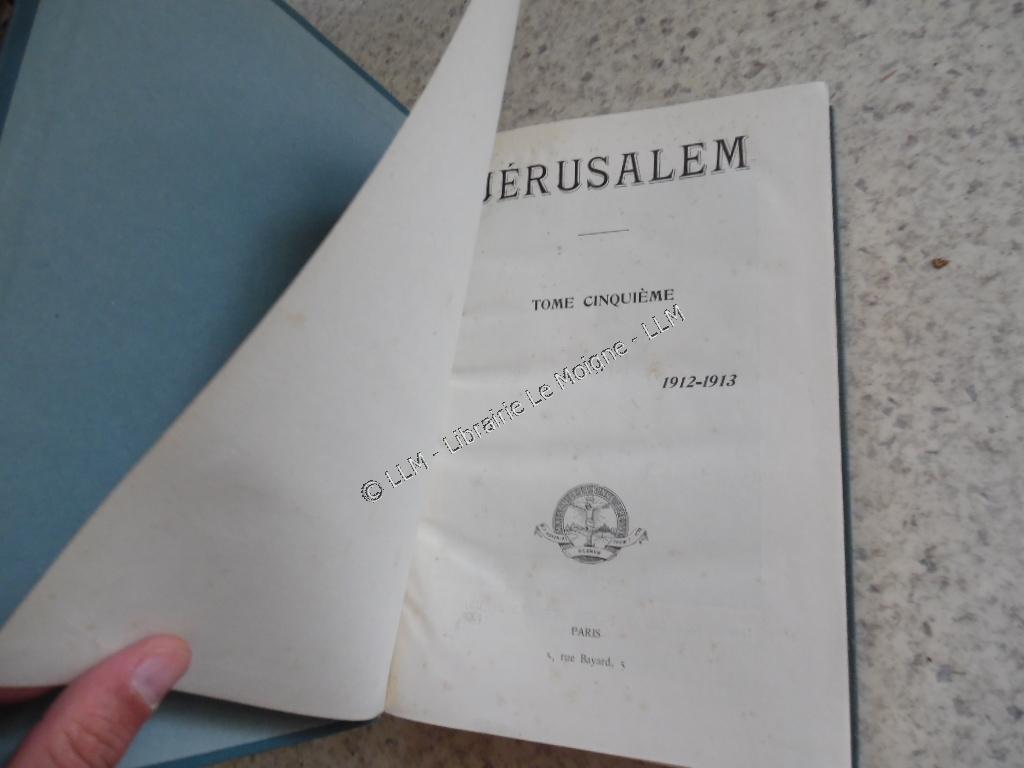 JÉRUSALEM
TOME CINQUIÈME
1912-1913
© LLM - Librairie Le Moigne - LLM
PARIS
5, rue Bayard, 5